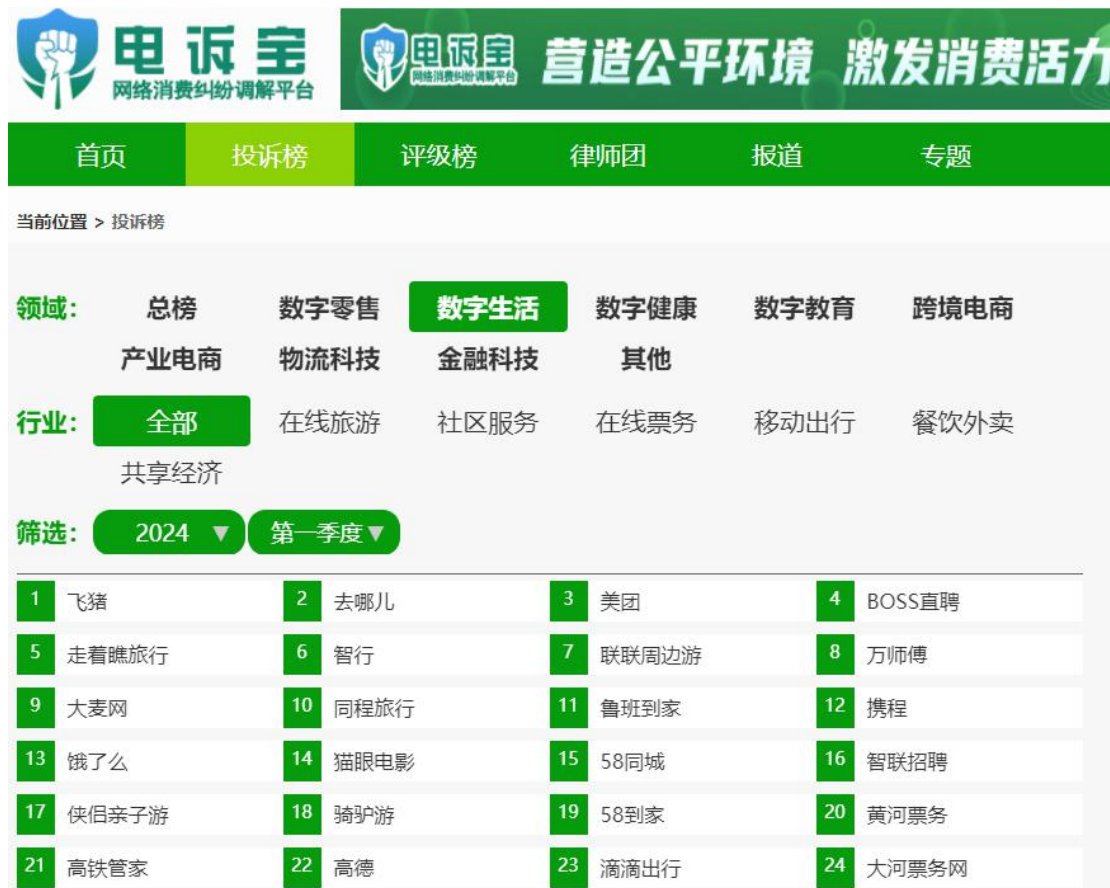 电诉宝
网络消费纠纷调解平台
电诉宝 营造公平环境 激发消费活力
网络消费纠纷调解平台
首页 投诉榜 评级榜 律师团 报道 专题
当前位置 > 投诉榜
领域： 总榜 数字零售 数字生活 数字健康 数字教育 跨境电商
产业电商 物流科技 金融科技 其他
行业： 全部 在线旅游 社区服务 在线票务 移动出行 餐饮外卖
共享经济
筛选： 2024 ▼ 第一季度▼
1 飞猪 2 去哪儿 3 美团 4 BOSS直聘
5 走着瞧旅行 6 智行 7 联联周边游 8 万师傅
9 大麦网 10 同程旅行 11 鲁班到家 12 携程
13 饿了么 14 猫眼电影 15 58同城 16 智联招聘
17 侠侣亲子游 18 骑驴游 19 58到家 20 黄河票务
21 高铁管家 22 高德 23 滴滴出行 24 大河票务网